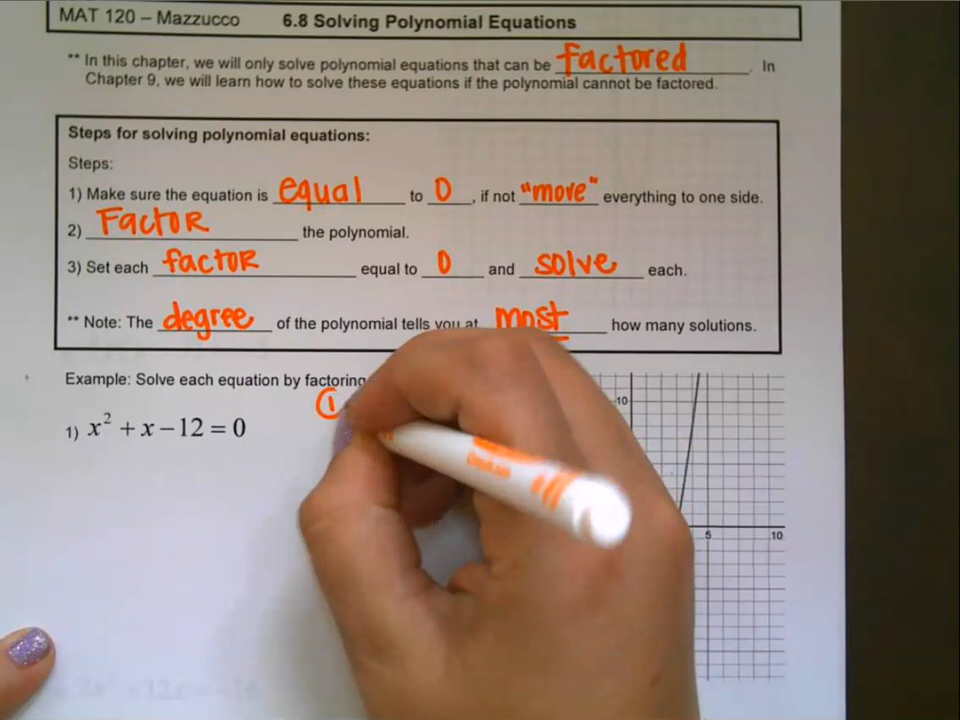 MAT 120 – Mazzucco 6.8 Solving Polynomial Equations
** In this chapter, we will only solve polynomial equations that can be factored. In
Chapter 9, we will learn how to solve these equations if the polynomial cannot be factored.
Steps for solving polynomial equations:
Steps:
1) Make sure the equation is equal to 0, if not "move" everything to one side.
2) Factor the polynomial.
3) Set each factor equal to 0 and solve each.
** Note: The degree of the polynomial tells you at most how many solutions.
Example: Solve each equation by factoring
1
10
1) x² + x − 12 = 0
5 10